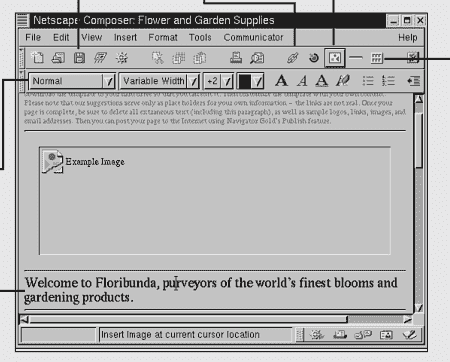 Netscape Composer: Flower and Garden Supplies
File Edit View Insert Format Tools Communicator Help
Normal Variable Width +2 A A A
Please note that our suggestions serve only as place holders for your own information – the links are not real. Once your
page is complete, be sure to delete all extraneous text (including this paragraph), as well as sample logos, links, images, and
email addresses. Then you can post your page to the Internet using Navigator Gold's Publish feature.
Example Image
Welcome to Floribunda, purveyors of the world's finest blooms and
gardening products.
Insert Image at current cursor location